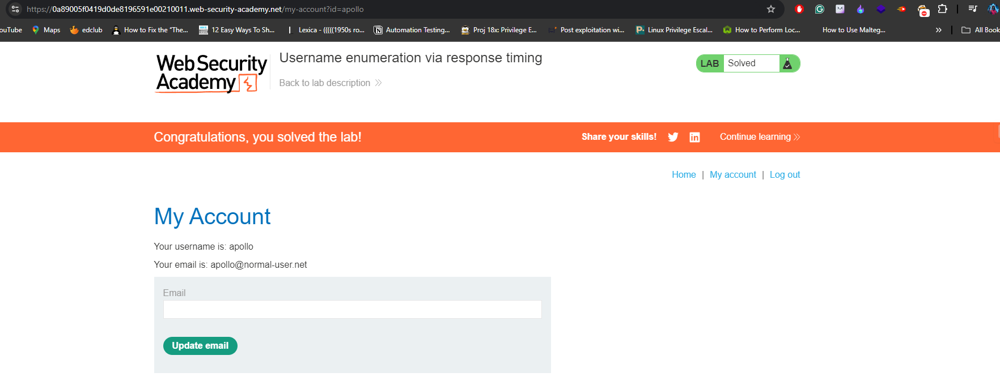 https://0a89005f0419d0de8196591e00210011.web-security-academy.net/my-account?id=apollo
ouTube Maps edclub How to Fix the “The... 12 Easy Ways To Sh... Lexica - (((((1950s ro... Automation Testing... Proj 18x: Privilege E... Post exploitation wi... Linux Privilege Escal... How to Perform Loc... How to Use Malteg... » All Book
Web Security
Academy
Username enumeration via response timing
Back to lab description
LAB Solved
Congratulations, you solved the lab!
Share your skills! Continue learning
Home | My account | Log out
My Account
Your username is: apollo
Your email is: apollo@normal-user.net
Email
Update email